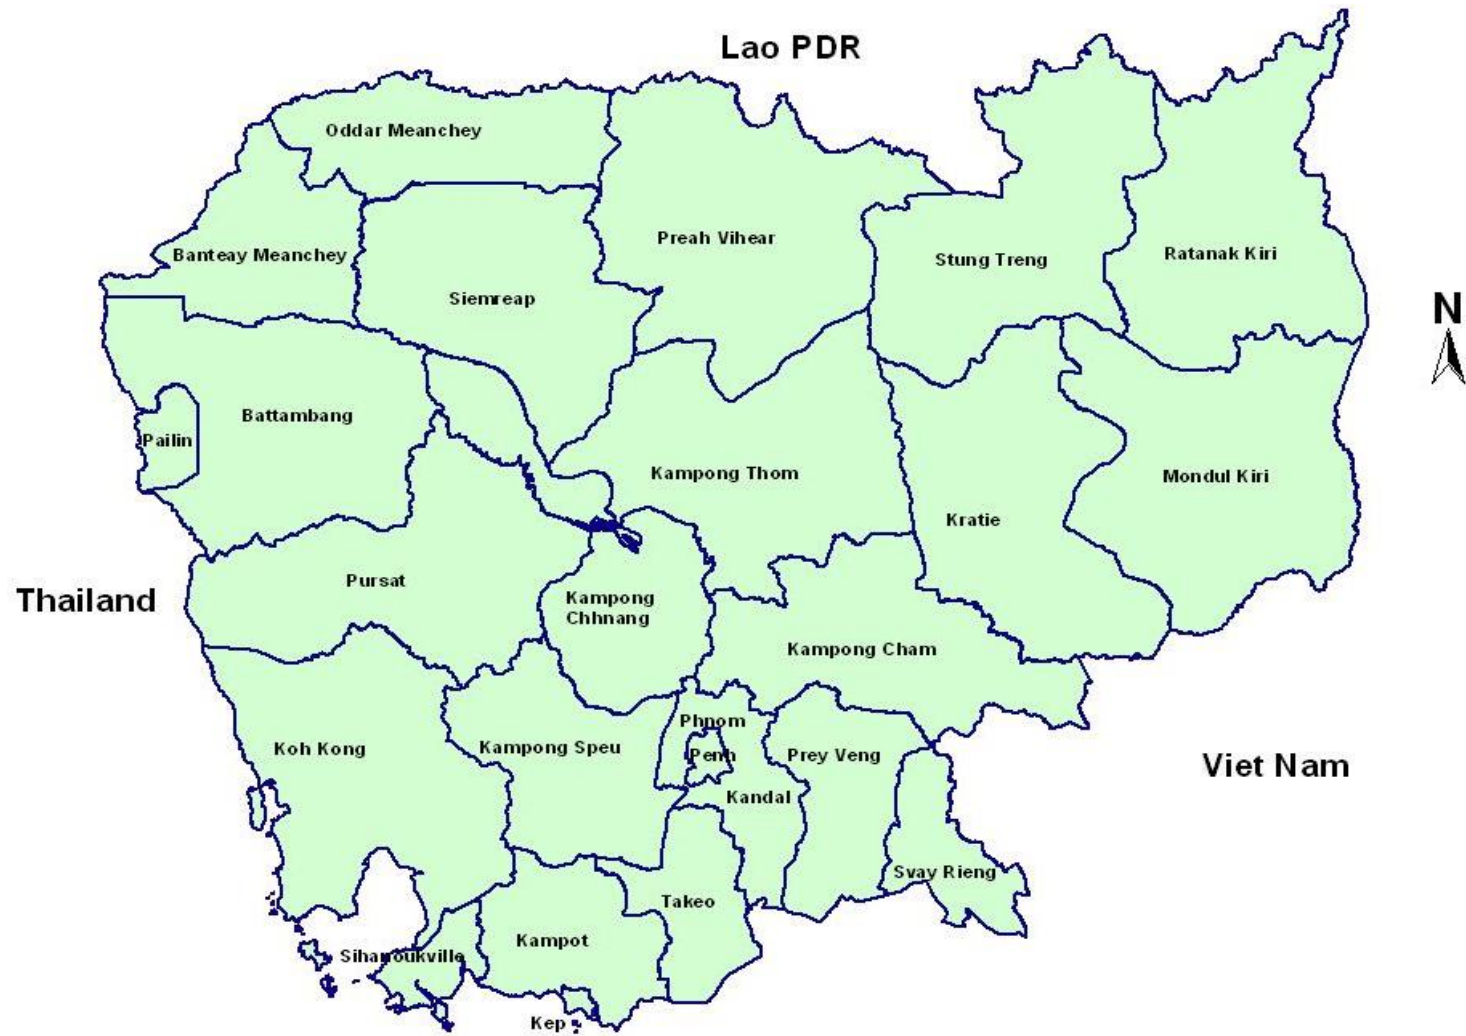 Lao PDR
Oddar Meanchey
Preah Vihear
Banteay Meanchey
Stung Treng
Ratanak Kiri
Siemreap
N
Battambang
Pailin
Kampong Thom
Mondul Kiri
Kratie
Pursat
Thailand
Kampong
Chhnang
Kampong Cham
Phnom
Penh
Koh Kong
Kampong Speu
Prey Veng
Viet Nam
Kandal
Svay Rieng
Takeo
Kampot
Sihanoukville
Kep